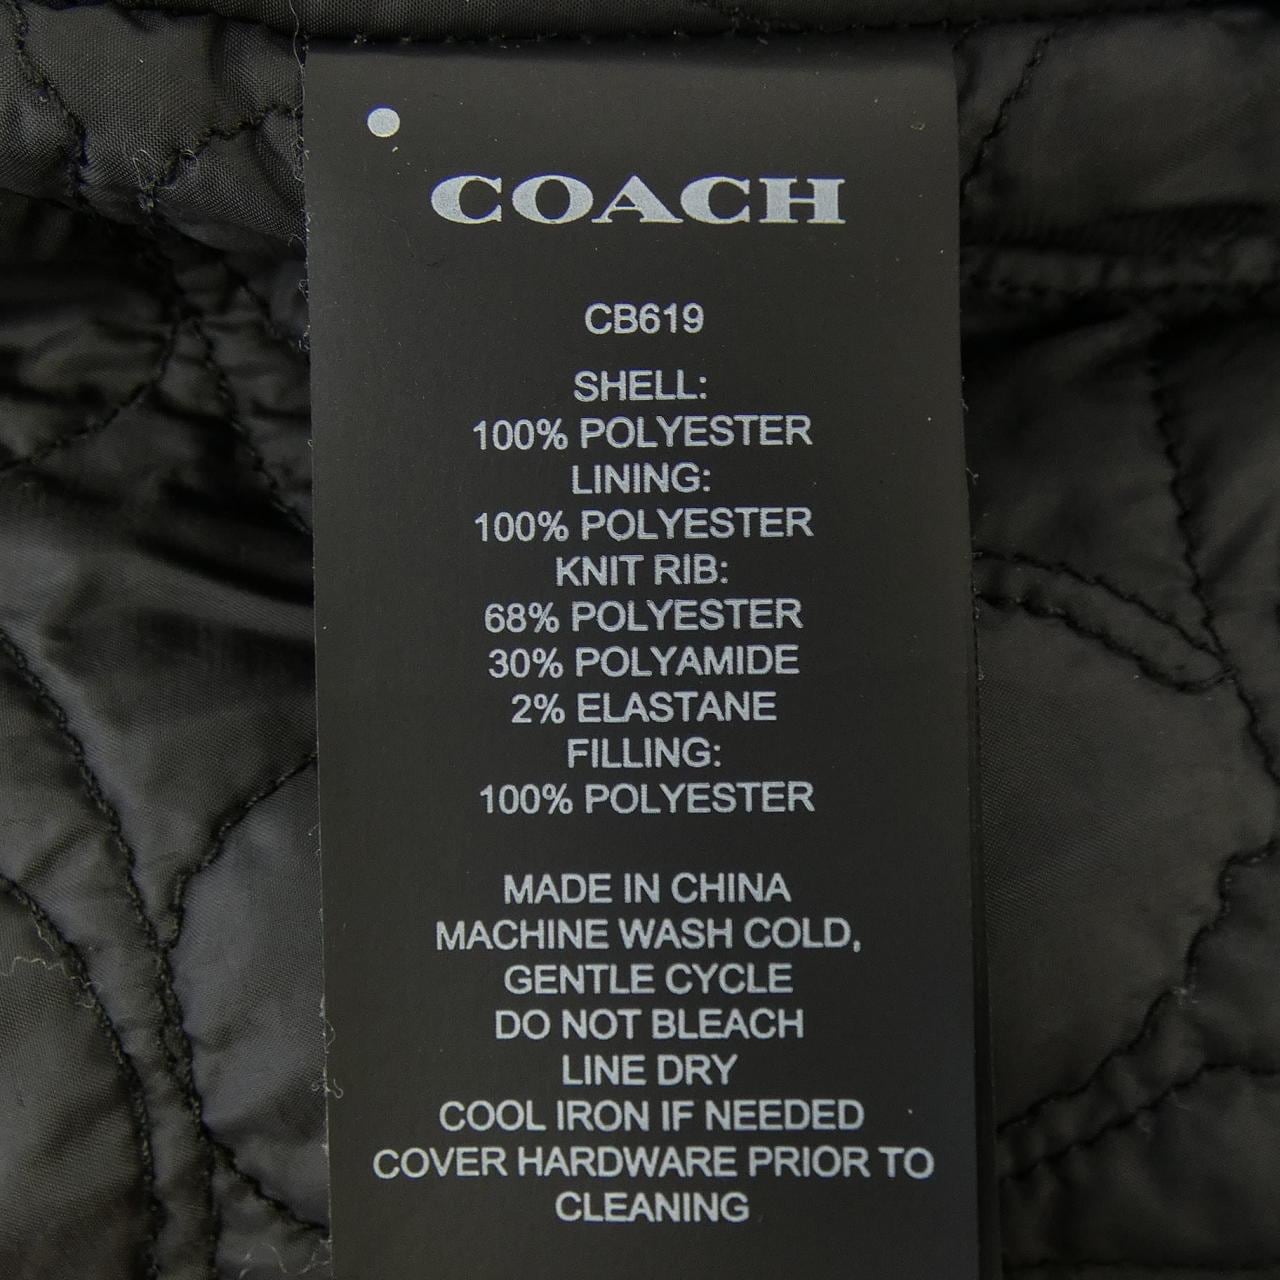 COACH
CB619
SHELL:
100% POLYESTER
LINING:
100% POLYESTER
KNIT RIB:
68% POLYESTER
30% POLYAMIDE
2% ELASTANE
FILLING:
100% POLYESTER
MADE IN CHINA
MACHINE WASH COLD,
GENTLE CYCLE
DO NOT BLEACH
LINE DRY
COOL IRON IF NEEDED
COVER HARDWARE PRIOR TO
CLEANING